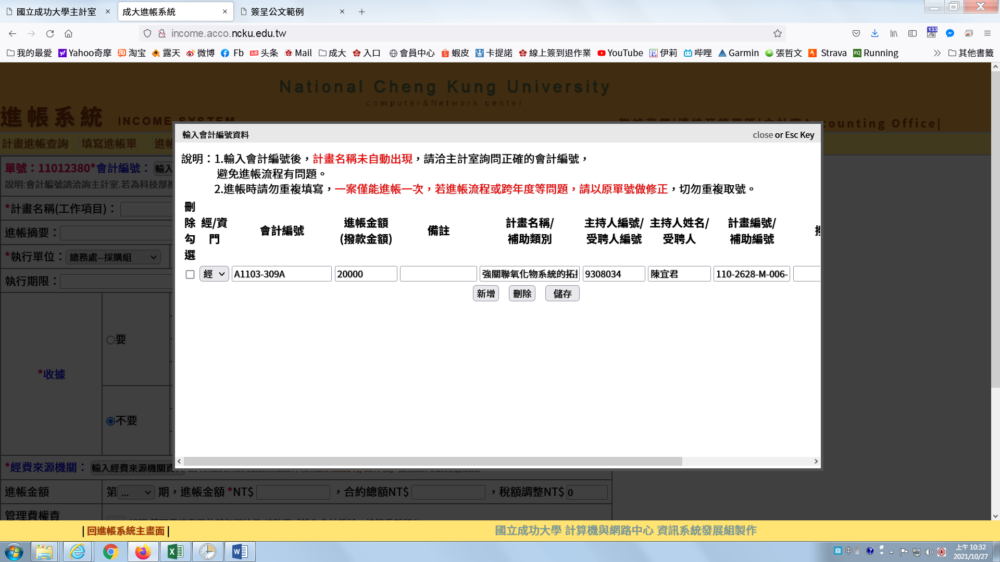 國立成功大學主計室
成大進帳系統
簽呈公文範例
income.acco.ncku.edu.tw
133
我的最愛 Yahoo奇摩 淘宝 露天 微博 Fb 头条 Mail 成大 入口 會員中心 蝦皮 卡提諾 線上簽到退作業 YouTube 伊莉 哔哩 Garmin 張哲文 Strava Running 其他書籤
National Cheng Kung University
computer&Network center
進帳系統 INCOME SYSTEM
計畫進帳查詢 填寫進帳單 進帳
單號：11012380*會計編號： 輸入
說明:會計編號請洽詢主計室.若為科技部撥
*計畫名稱(工作項目)：
進帳摘要：
*執行單位： 總務處--採購組
執行期限：
*收據
要
不要
輸入會計編號資料
close or Esc Key
說明：1.輸入會計編號後，計畫名稱未自動出現，請洽主計室詢問正確的會計編號，
避免進帳流程有問題。
2.進帳時請勿重複填寫，一案僅能進帳一次，若進帳流程或跨年度等問題，請以原單號做修正，切勿重複取號。
刪除勾選 經/資門 會計編號 進帳金額(撥款金額) 備註 計畫名稱/補助類別 主持人編號/受聘人編號 主持人姓名/受聘人 計畫編號/補助編號
經 A1103-309A 20000 強關聯氧化物系統的拓 9308034 陳宜君 110-2628-M-006-
新增 刪除 儲存
*經費來源機關： 輸入經費來源機關資料
進帳金額 第 ... 期，進帳金額 *NT$ ，合約總額NT$ ，稅額調整NT$ 0
管理費權責
| 回進帳系統主畫面 |
國立成功大學 計算機與網路中心 資訊系統發展組製作
中
上午 10:32
2021/10/27